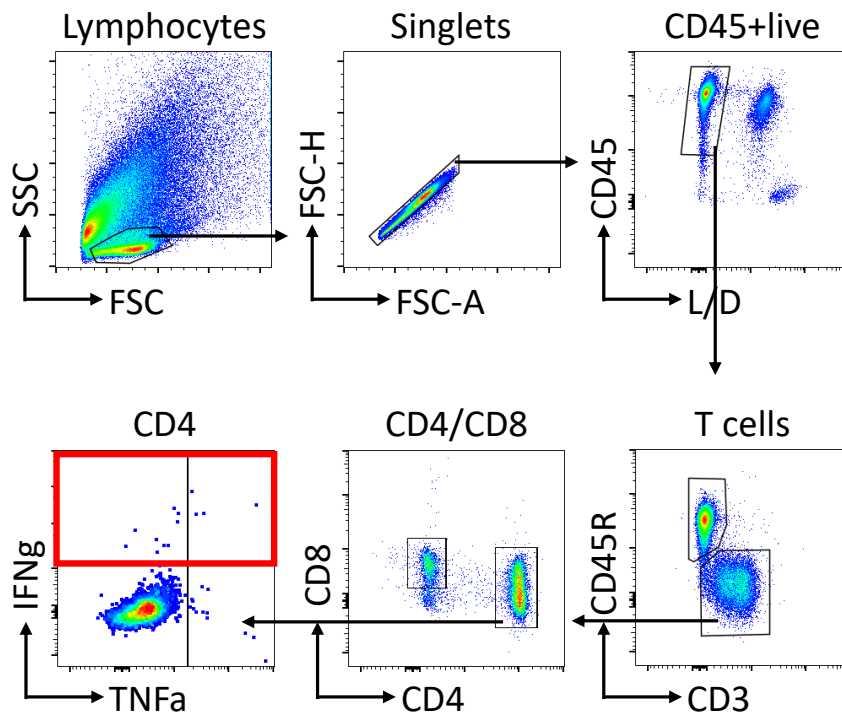 Lymphocytes
Singlets
CD45+live
SSC
FSC
FSC-H
FSC-A
CD45
L/D
CD4
CD4/CD8
T cells
IFNg
TNFa
CD8
CD4
CD45R
CD3